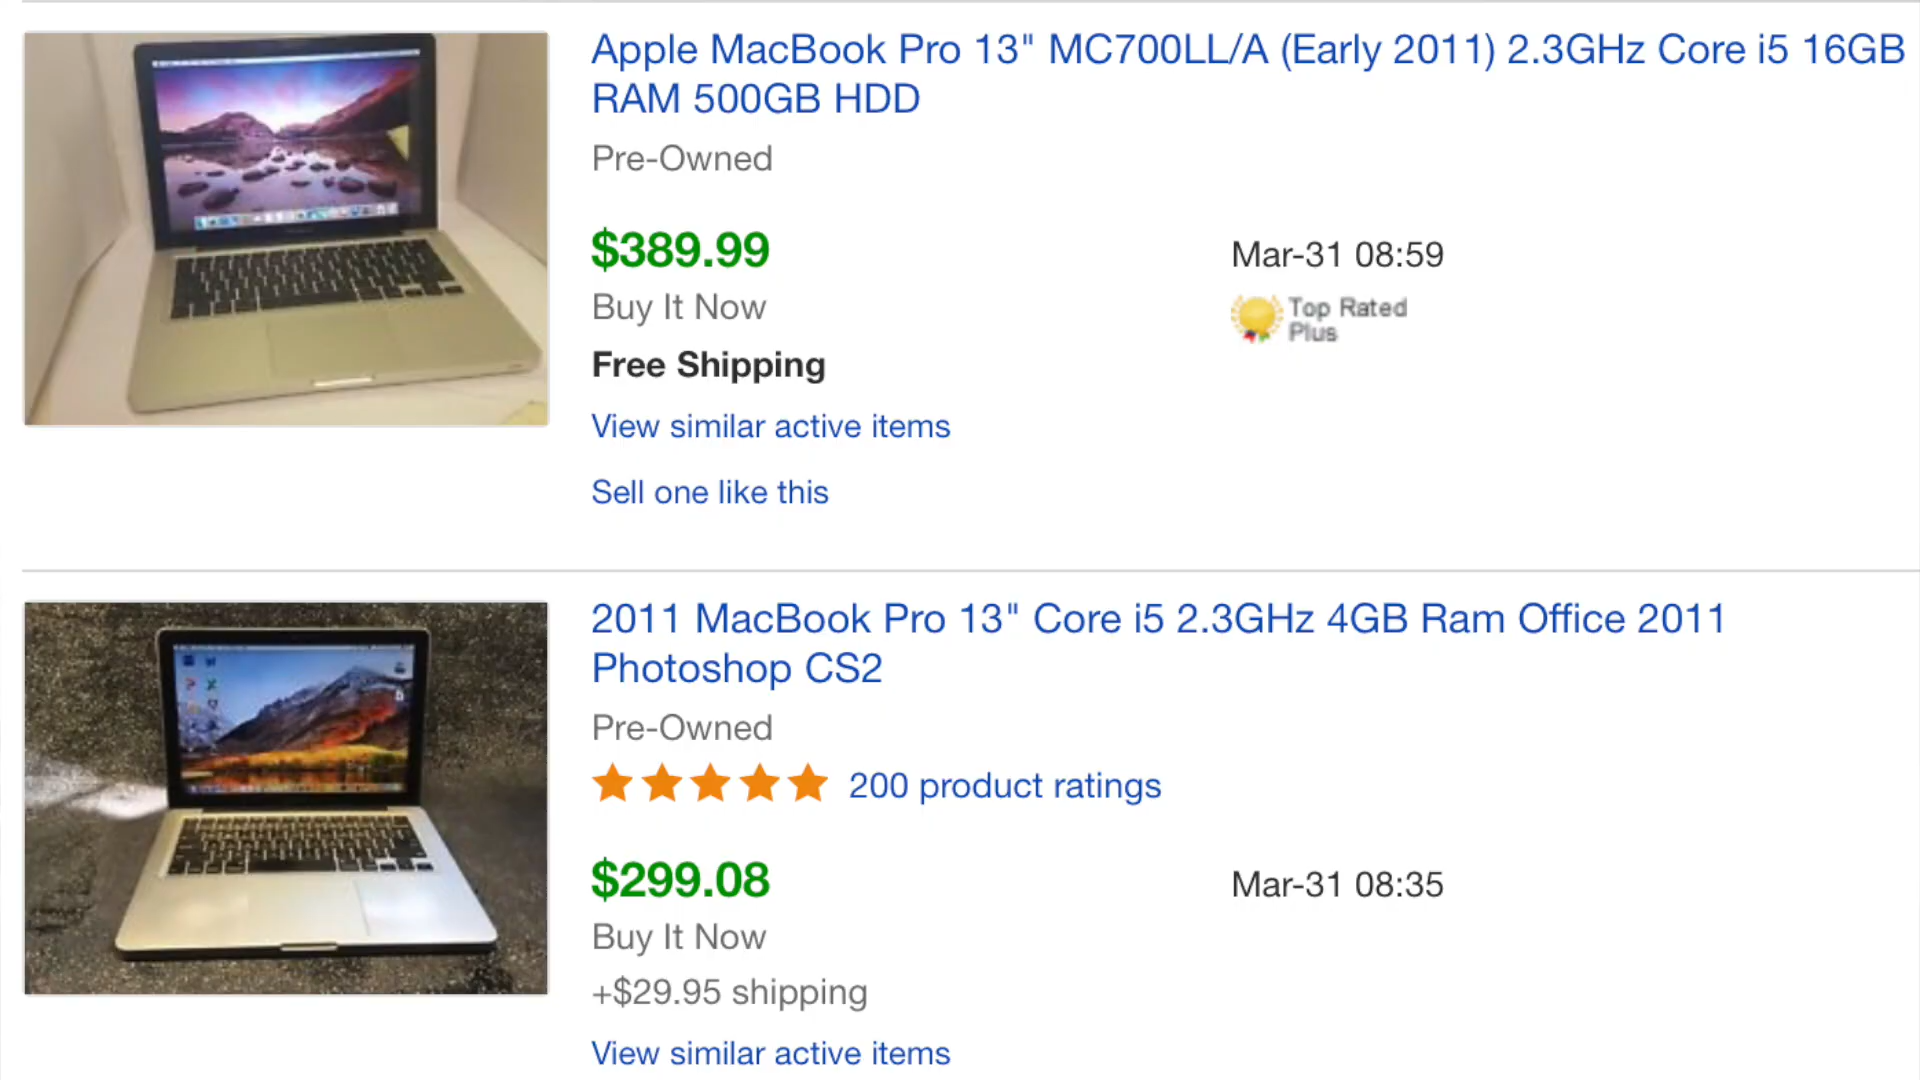 Apple MacBook Pro 13" MC700LL/A (Early 2011) 2.3GHz Core i5 16GB
RAM 500GB HDD
Pre-Owned
$389.99
Mar-31 08:59
Buy It Now
Top Rated
Plus
Free Shipping
View similar active items
Sell one like this
2011 MacBook Pro 13" Core i5 2.3GHz 4GB Ram Office 2011
Photoshop CS2
Pre-Owned
200 product ratings
$299.08
Mar-31 08:35
Buy It Now
+$29.95 shipping
View similar active items